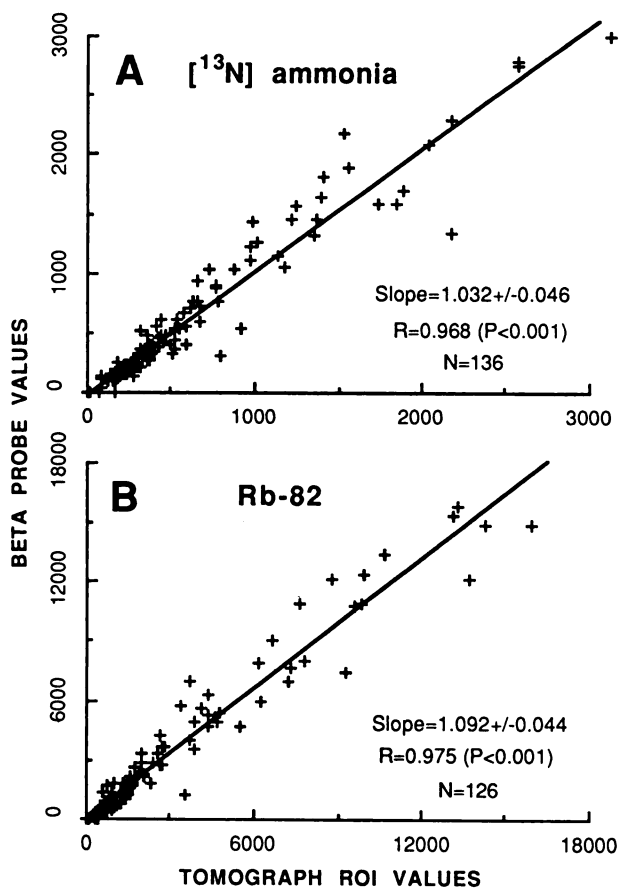 A [¹³N] ammonia
3000
2000
1000
0
Slope=1.032+/-0.046
R=0.968 (P<0.001)
N=136
0 1000 2000 3000
BETA PROBE VALUES
B Rb-82
18000
12000
6000
0
Slope=1.092+/-0.044
R=0.975 (P<0.001)
N=126
0 6000 12000 18000
TOMOGRAPH ROI VALUES